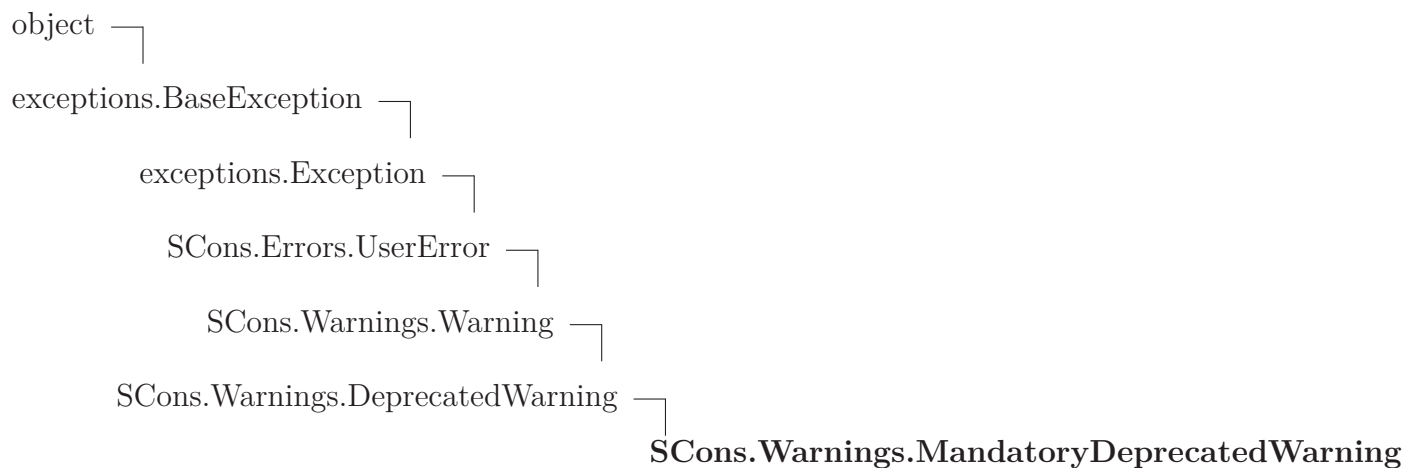 object
exceptions.BaseException
exceptions.Exception
SCons.Errors.UserError
SCons.Warnings.Warning
SCons.Warnings.DeprecatedWarning
SCons.Warnings.MandatoryDeprecatedWarning